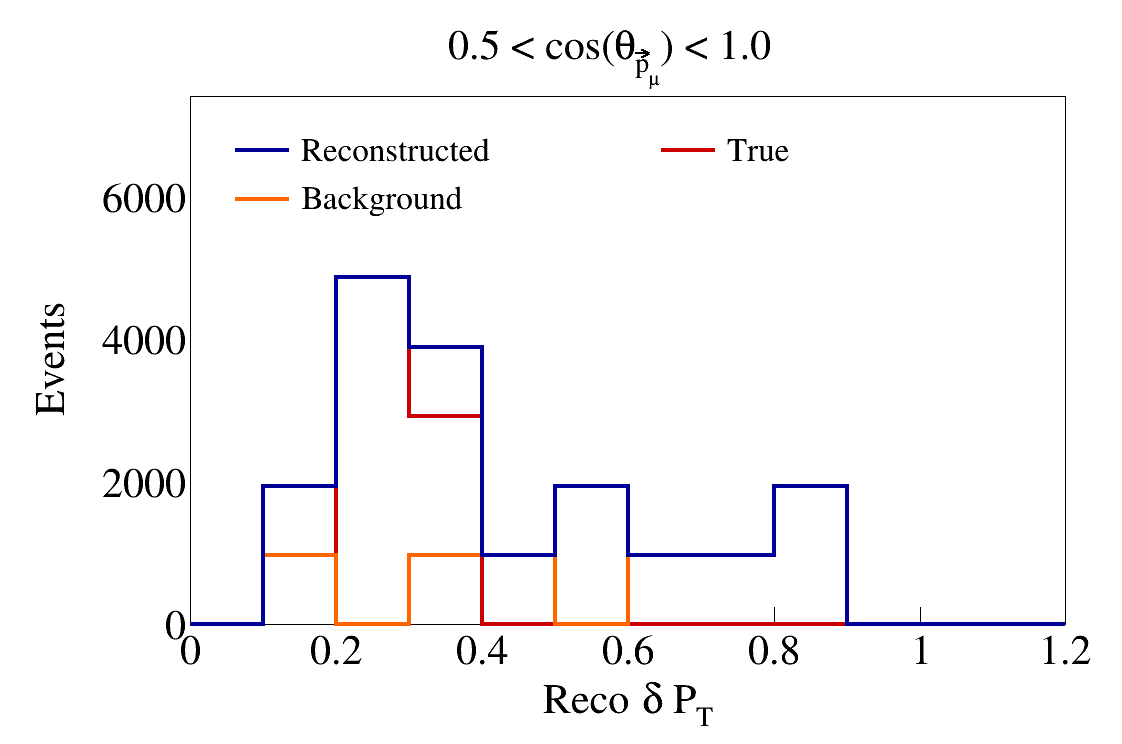 0.5 < cos(θ_{\vec{p}_μ}) < 1.0
Reconstructed
True
Background
6000
4000
2000
0
Events
0 0.2 0.4 0.6 0.8 1 1.2
Reco δ P_T